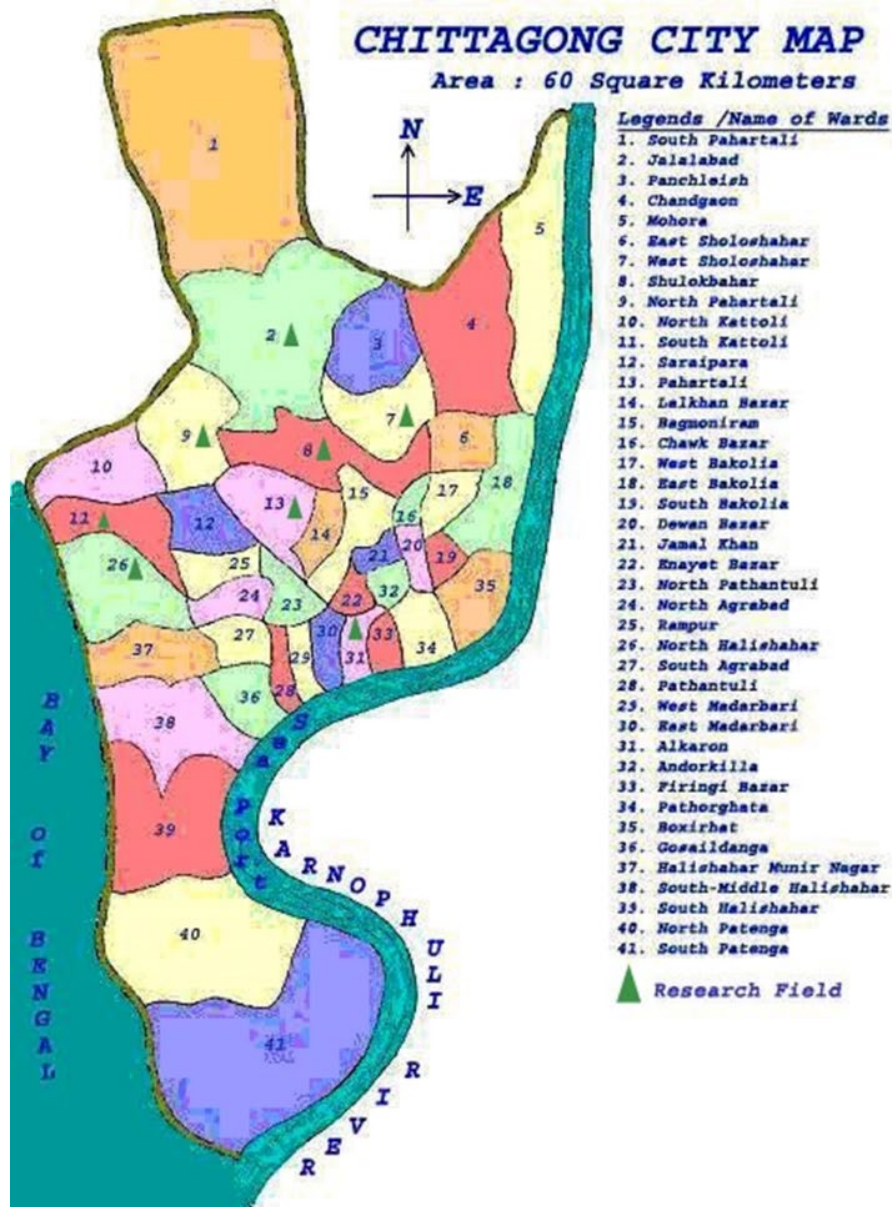 CHITTAGONG CITY MAP
Area : 60 Square Kilometers
N
E
Legends /Name of Wards
1. South Pahartali
2. Jalalabad
3. Panchleish
4. Chandgaon
5. Mohora
6. East Sholoshahar
7. West Sholoshahar
8. Shulokbahar
9. North Pahartali
10. North Kattoli
11. South Kattoli
12. Saraipara
13. Pahartali
14. Lalkhan Bazar
15. Bagmoniram
16. Chawk Bazar
17. West Bakolia
18. East Bakolia
19. South Bakolia
20. Dewan Bazar
21. Jamal Khan
22. Enayet Bazar
23. North Pathantuli
24. North Agrabad
25. Rampur
26. North Halishahar
27. South Agrabad
28. Pathantuli
29. West Madarbari
30. East Madarbari
31. Alkaron
32. Andorkilla
33. Firingi Bazar
34. Pathorghata
35. Boxirhat
36. Gosaildanga
37. Halishahar Munir Nagar
38. South-Middle Halishahar
39. South Halishahar
40. North Patenga
41. South Patenga
Research Field
1
5
2
3
4
9
7
8
6
10
13
15
17
18
11
12
14
16
26
25
21
20
19
24
23
22
32
35
37
27
30
29
31
33
34
38
36
28
39
40
41
Sea Port
BAY Of BENGAL
KARNOPHULI RIVER